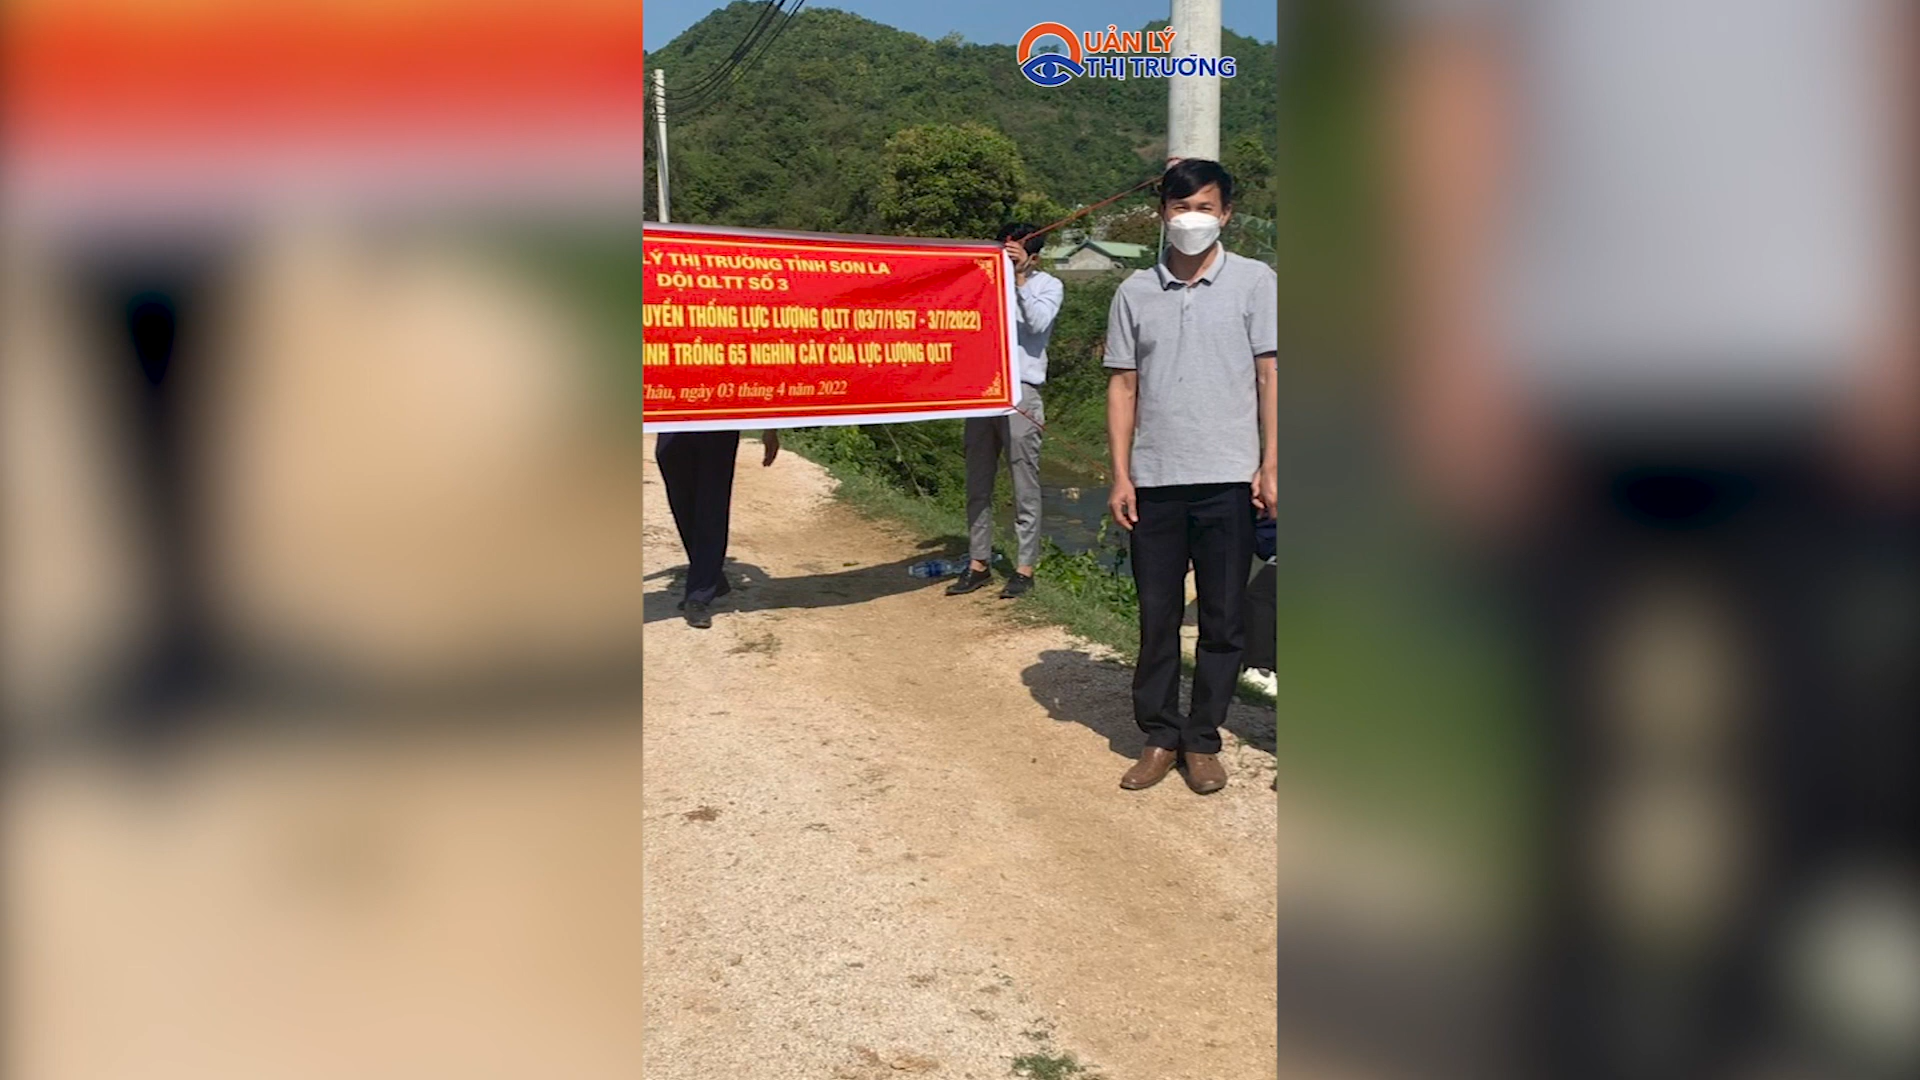 QUẢN LÝ
THỊ TRƯỜNG
LÝ THỊ TRƯỜNG TỈNH SƠN LA
ĐỘI QLTT SỐ 3
UYỀN THỐNG LỰC LƯỢNG QLTT (03/7/1957 - 3/7/2022)
ÌNH TRỒNG 65 NGHÌN CÂY CỦA LỰC LƯỢNG QLTT
Châu, ngày 03 tháng 4 năm 2022